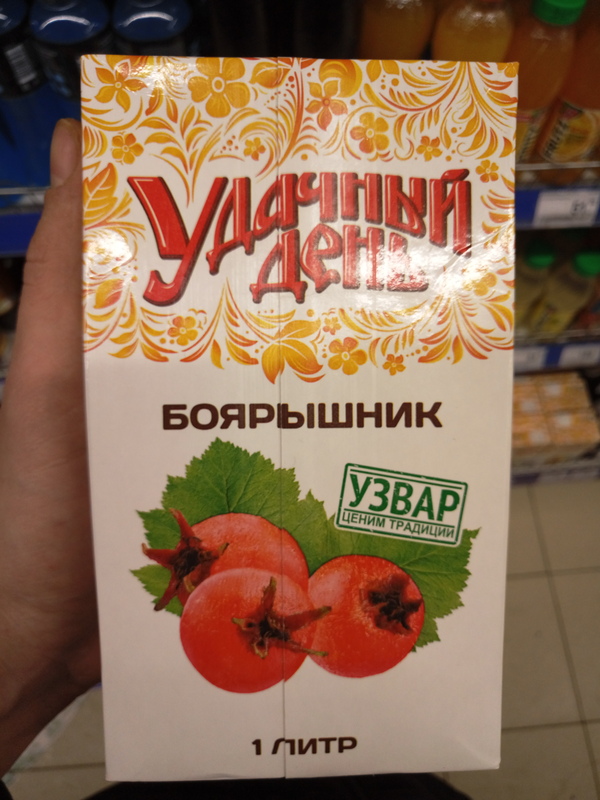 Удачный
день
БОЯРЫШНИК
УЗВАР
ЦЕНИМ ТРАДИЦИИ
1 ЛИТР